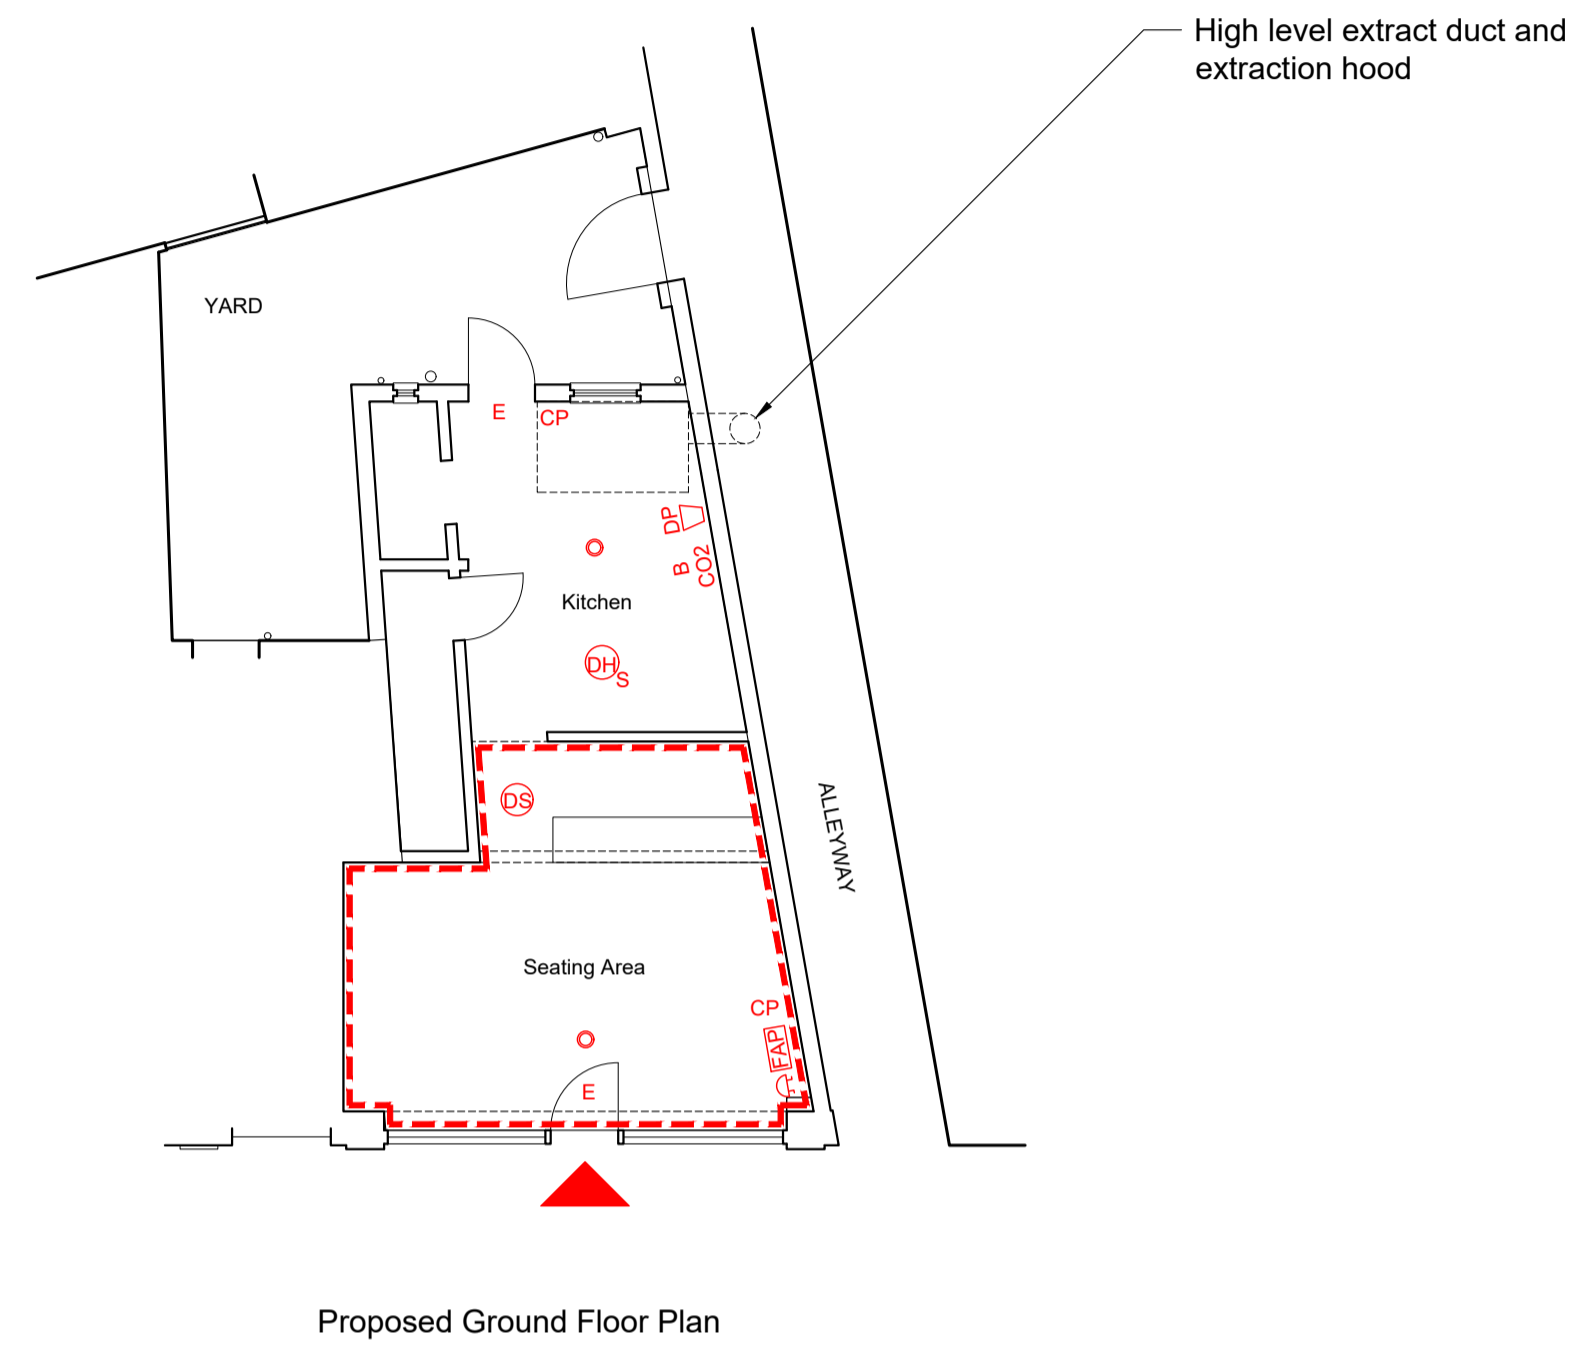 High level extract duct and
extraction hood
YARD
E
CP
DP
B
CO2
Kitchen
DH
S
DS
ALLEYWAY
Seating Area
CP
FAP
E
Proposed Ground Floor Plan